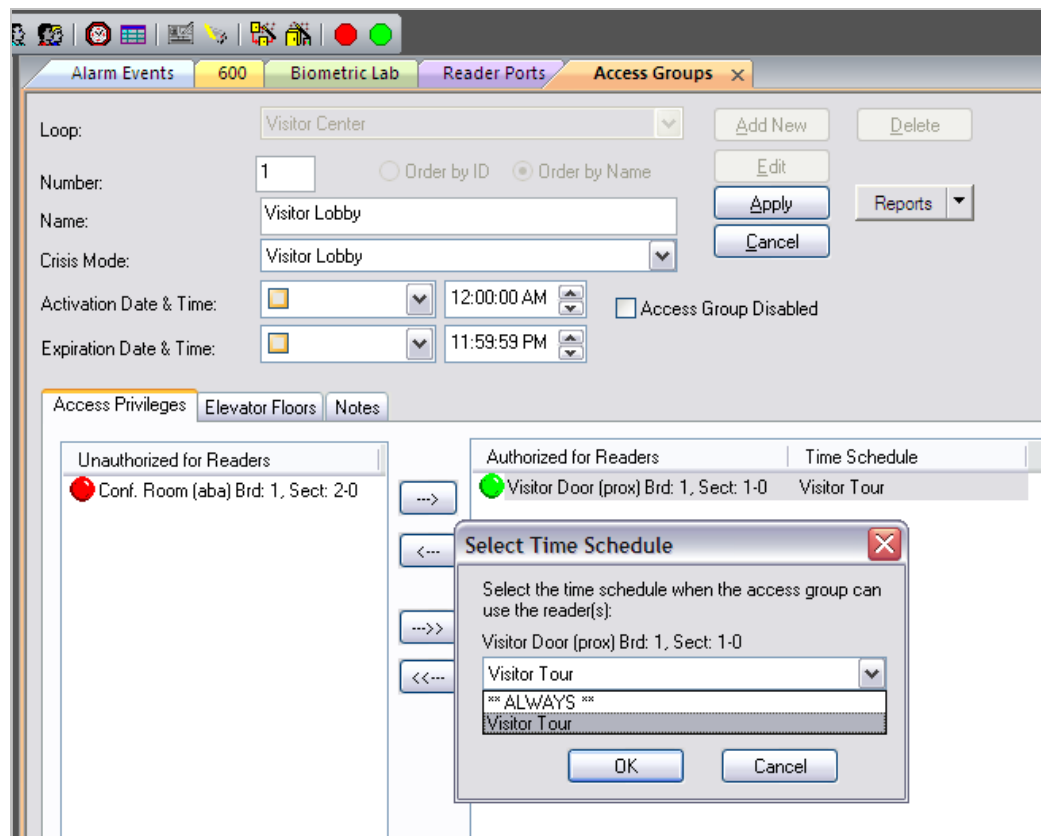 Alarm Events 600 Biometric Lab Reader Ports Access Groups x
Loop: Visitor Center Add New Delete
Number: 1 Order by ID Order by Name Edit
Name: Visitor Lobby Apply Reports
Crisis Mode: Visitor Lobby Cancel
Activation Date & Time: 12:00:00 AM Access Group Disabled
Expiration Date & Time: 11:59:59 PM
Access Privileges Elevator Floors Notes
Unauthorized for Readers Authorized for Readers Time Schedule
Conf. Room (aba) Brd: 1, Sect: 2-0 ---> Visitor Door (prox) Brd: 1, Sect: 1-0 Visitor Tour
<---
--->>
<<---
Select Time Schedule
Select the time schedule when the access group can
use the reader(s):
Visitor Door (prox) Brd: 1, Sect: 1-0
Visitor Tour
** ALWAYS **
Visitor Tour
OK Cancel